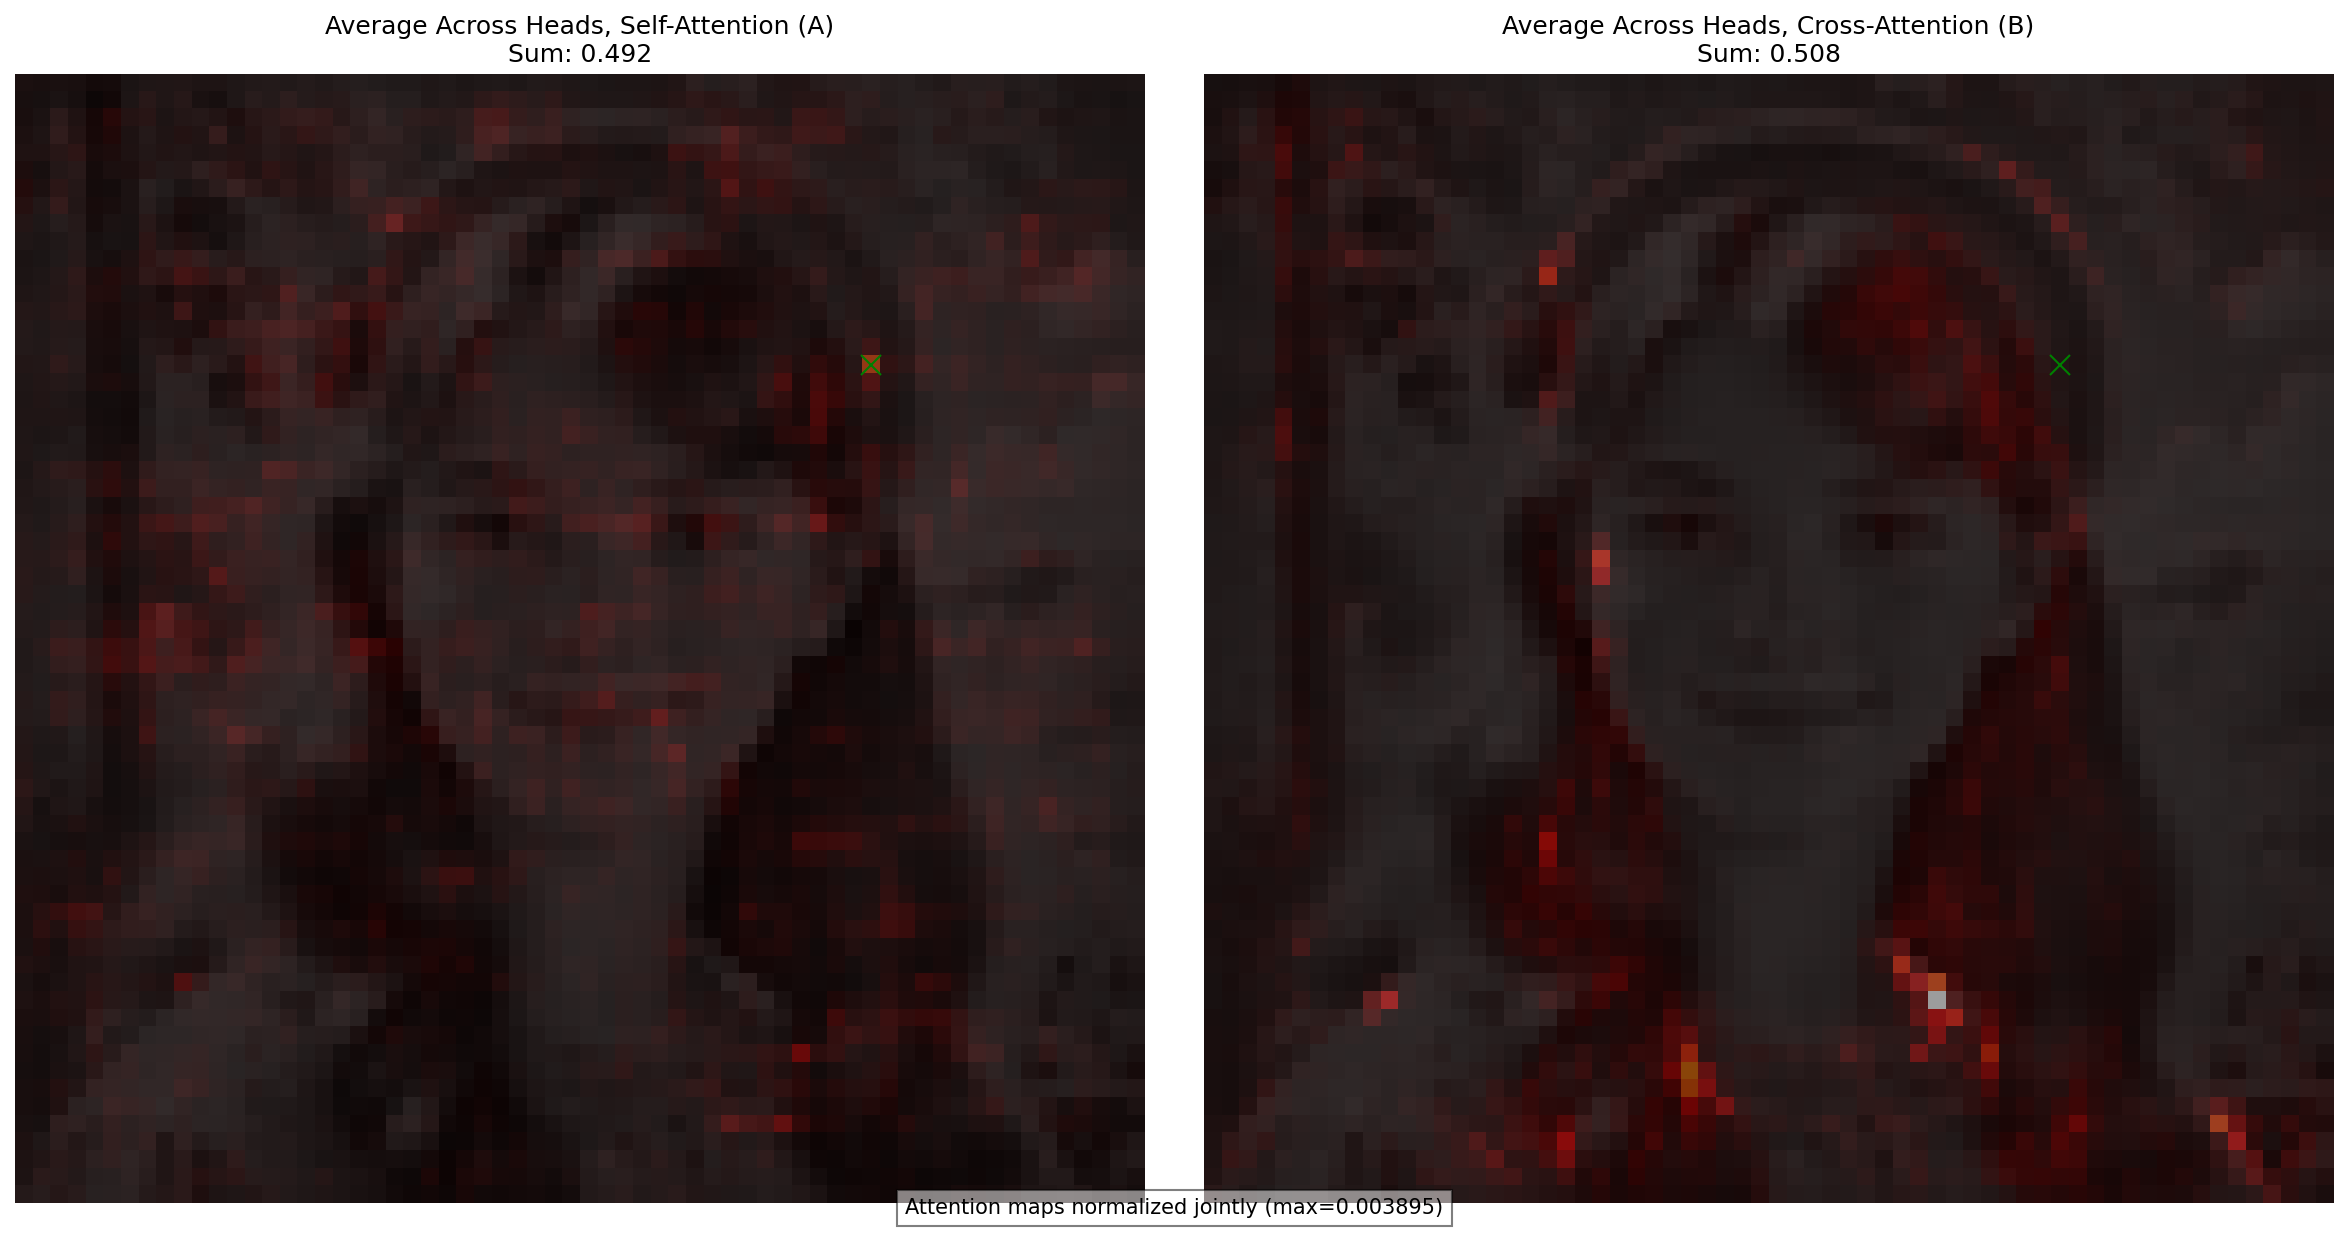 Average Across Heads, Self-Attention (A)
Sum: 0.492
Average Across Heads, Cross-Attention (B)
Sum: 0.508
Attention maps normalized jointly (max=0.003895)